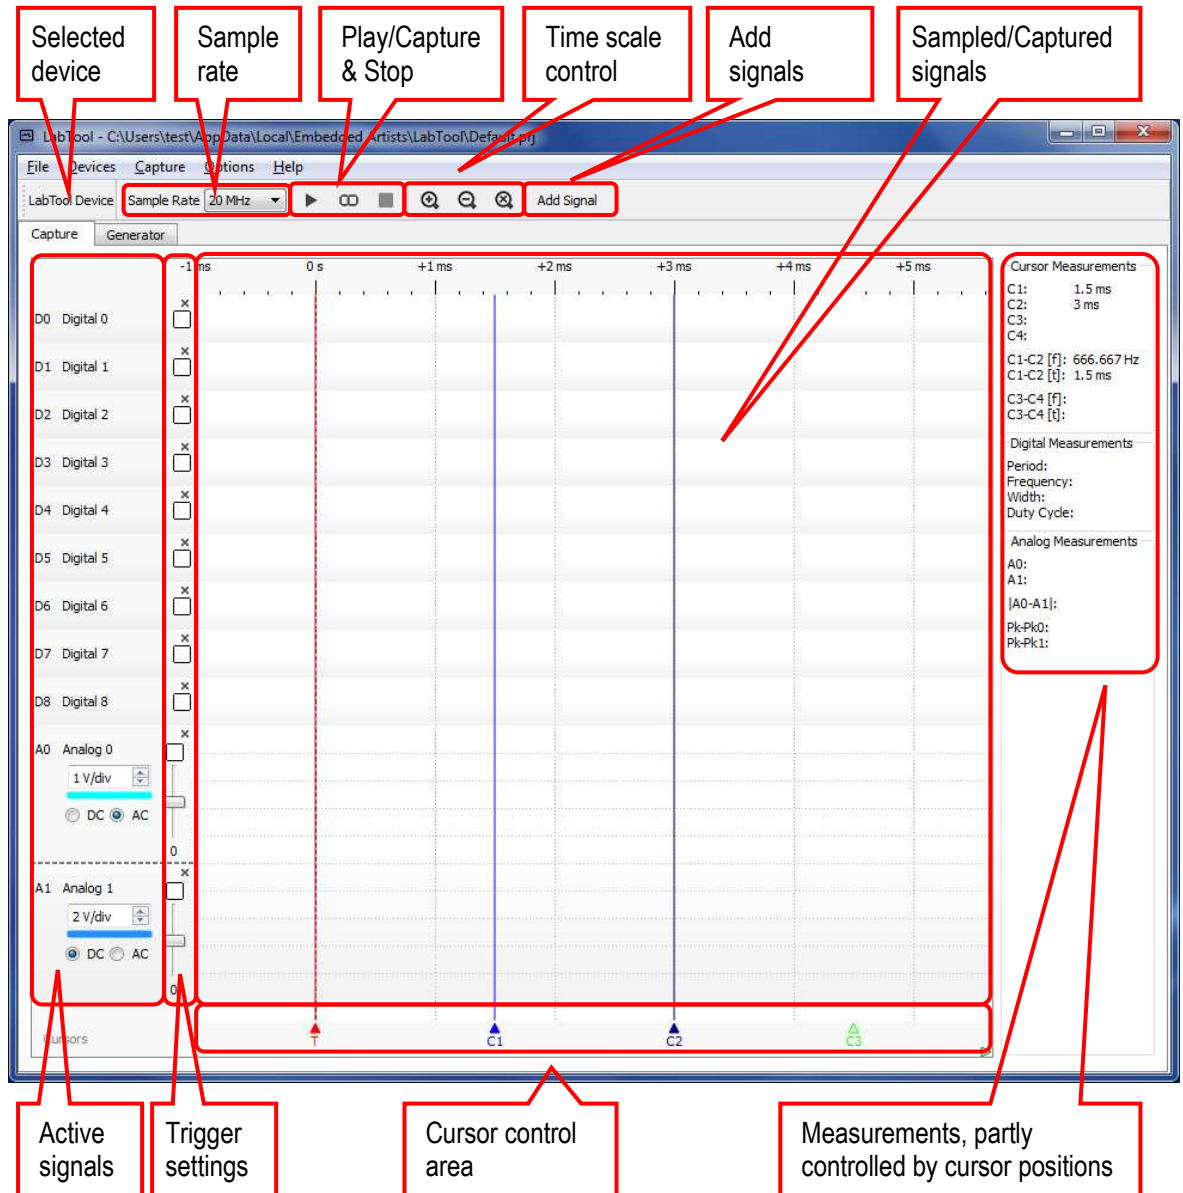 Selected
device
Sample
rate
Play/Capture
& Stop
Time scale
control
Add
signals
Sampled/Captured
signals
LabTool - C:\Users\test\AppData\Local\Embedded Artists\LabTool\Default.prj
File Devices Capture Options Help
LabTool Device Sample Rate 20 MHz Add Signal
Capture Generator
-1 ms 0 s +1 ms +2 ms +3 ms +4 ms +5 ms
D0 Digital 0
D1 Digital 1
D2 Digital 2
D3 Digital 3
D4 Digital 4
D5 Digital 5
D6 Digital 6
D7 Digital 7
D8 Digital 8
A0 Analog 0
1 V/div
DC AC
0
A1 Analog 1
2 V/div
DC AC
0
Cursors
T C1 C2 C3
Cursor Measurements
C1: 1.5 ms
C2: 3 ms
C3:
C4:
C1-C2 [f]: 666.667 Hz
C1-C2 [t]: 1.5 ms
C3-C4 [f]:
C3-C4 [t]:
Digital Measurements
Period:
Frequency:
Width:
Duty Cycle:
Analog Measurements
A0:
A1:
|A0-A1|:
Pk-Pk0:
Pk-Pk1:
Active
signals
Trigger
settings
Cursor control
area
Measurements, partly
controlled by cursor positions